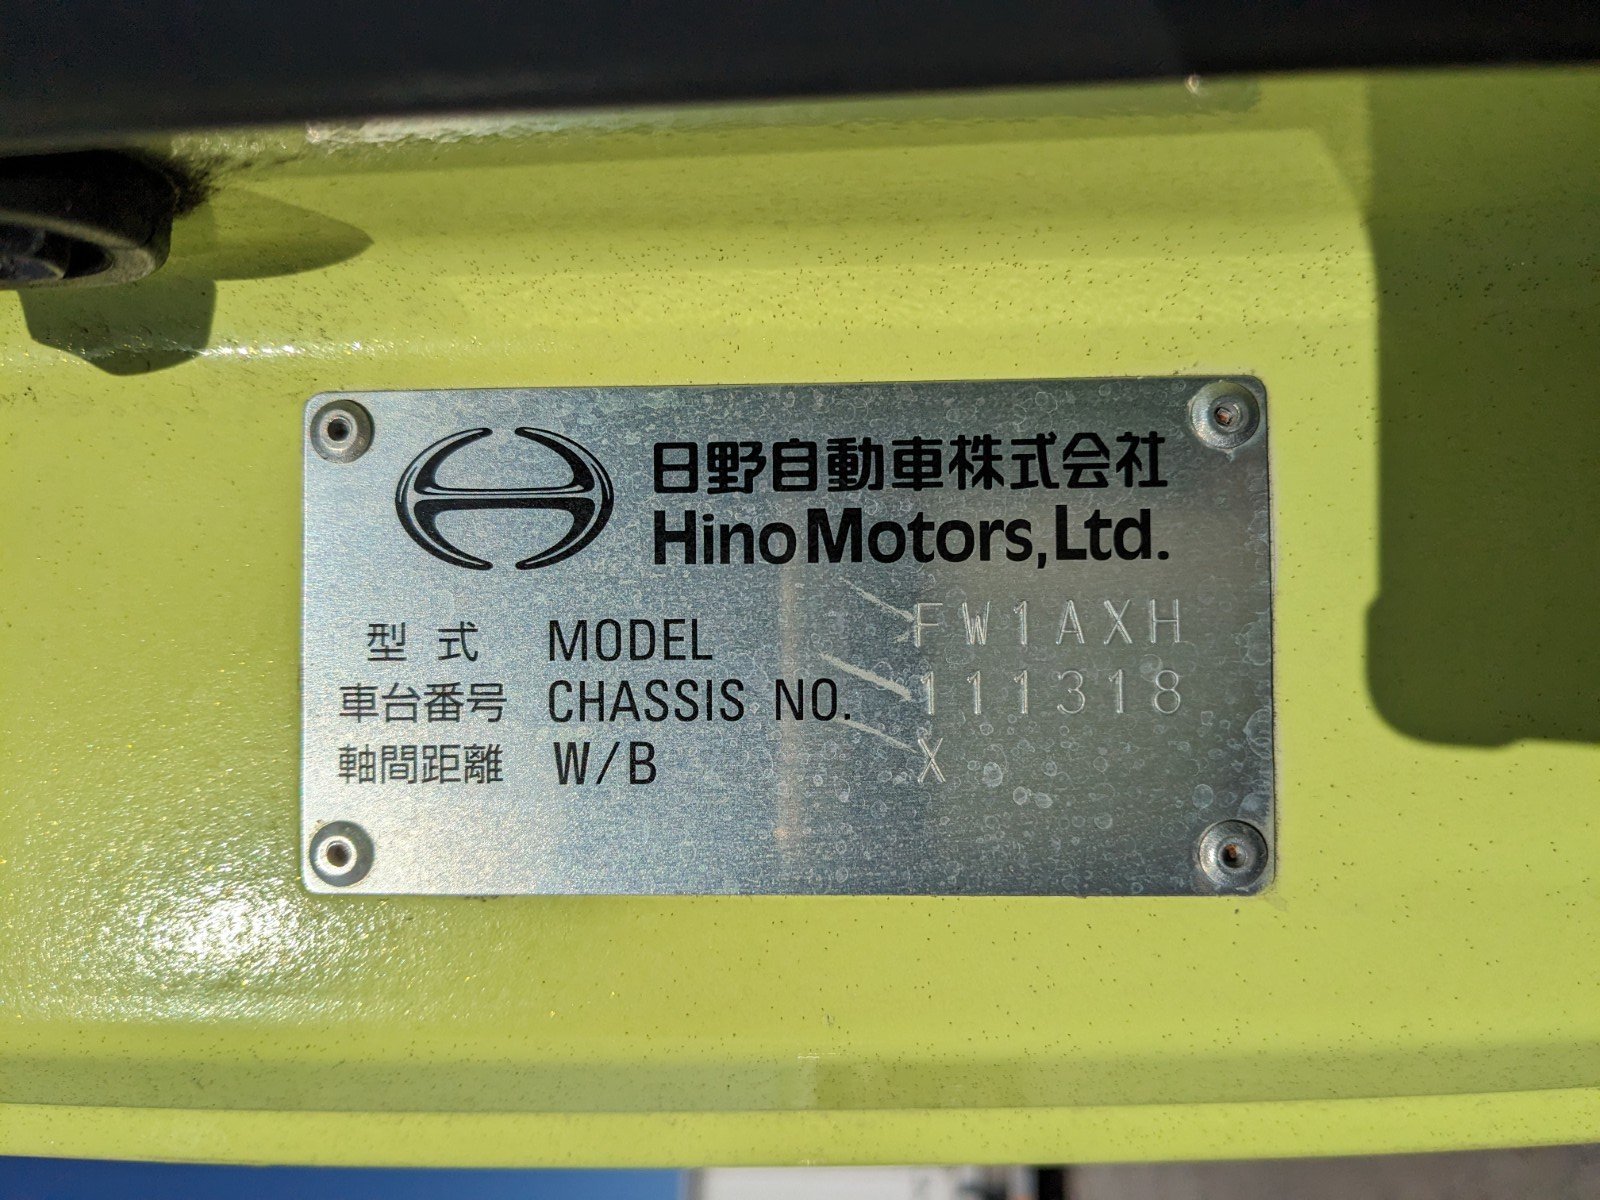 日野自動車株式会社
Hino Motors, Ltd.
型式 MODEL FW1AXH
車台番号 CHASSIS NO. 111318
軸間距離 W/B X